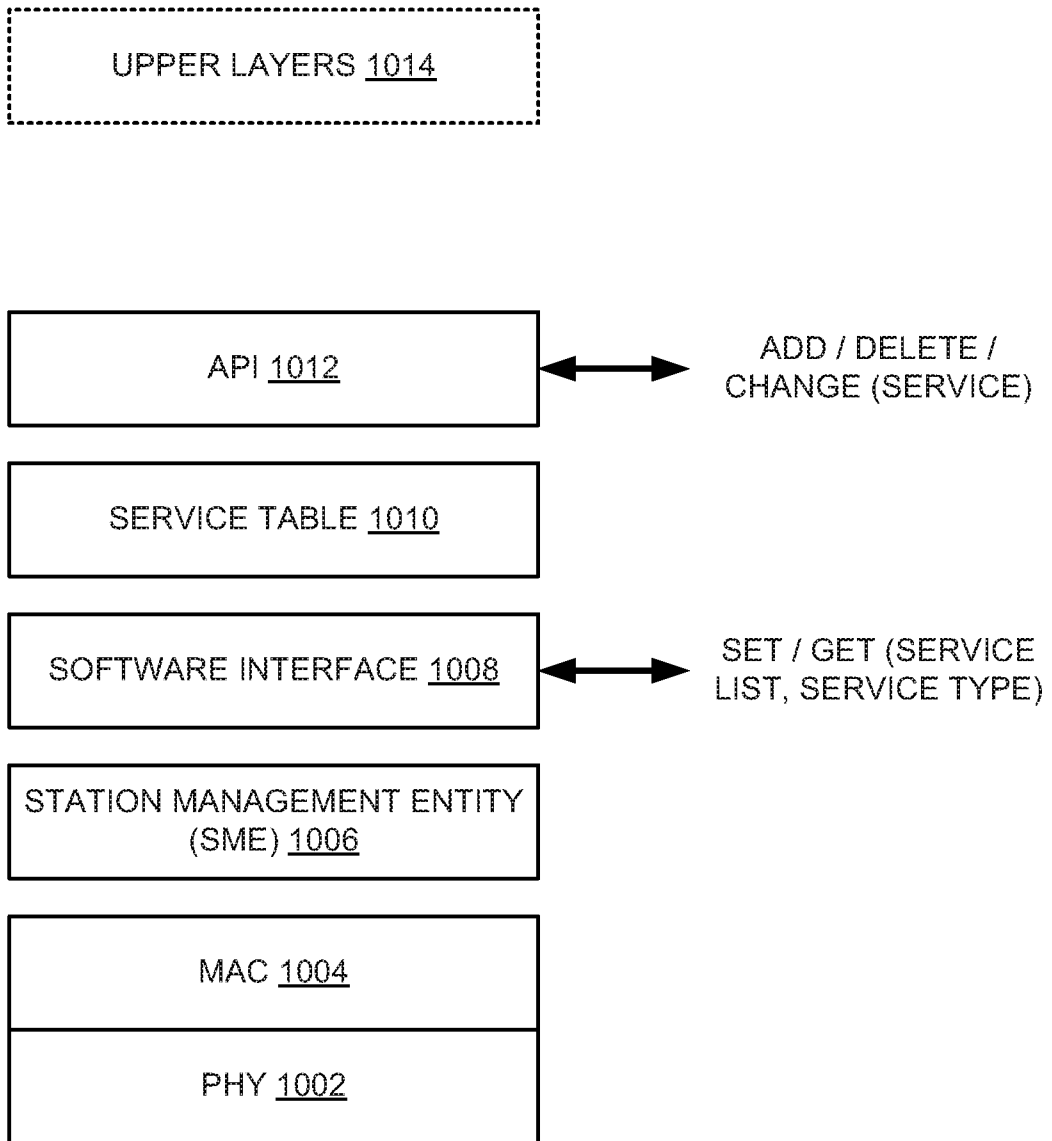 UPPER LAYERS 1014
API 1012
ADD / DELETE /
CHANGE (SERVICE)
SERVICE TABLE 1010
SOFTWARE INTERFACE 1008
SET / GET (SERVICE
LIST, SERVICE TYPE)
STATION MANAGEMENT ENTITY
(SME) 1006
MAC 1004
PHY 1002